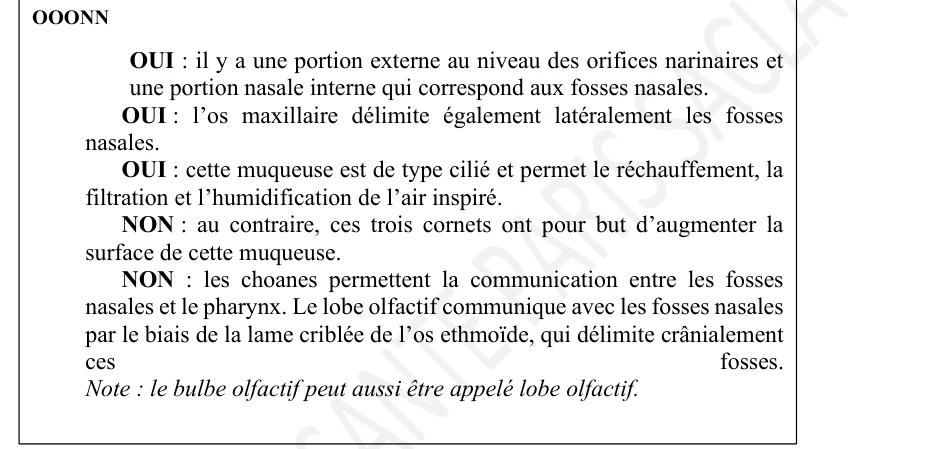 OOONN
OUI : il y a une portion externe au niveau des orifices narinaires et
une portion nasale interne qui correspond aux fosses nasales.
OUI : l’os maxillaire délimite également latéralement les fosses
nasales.
OUI : cette muqueuse est de type cilié et permet le réchauffement, la
filtration et l’humidification de l’air inspiré.
NON : au contraire, ces trois cornets ont pour but d’augmenter la
surface de cette muqueuse.
NON : les choanes permettent la communication entre les fosses
nasales et le pharynx. Le lobe olfactif communique avec les fosses nasales
par le biais de la lame criblée de l’os ethmoïde, qui délimite crânialement
ces fosses.
Note : le bulbe olfactif peut aussi être appelé lobe olfactif.
SANTE PARIS SACLA